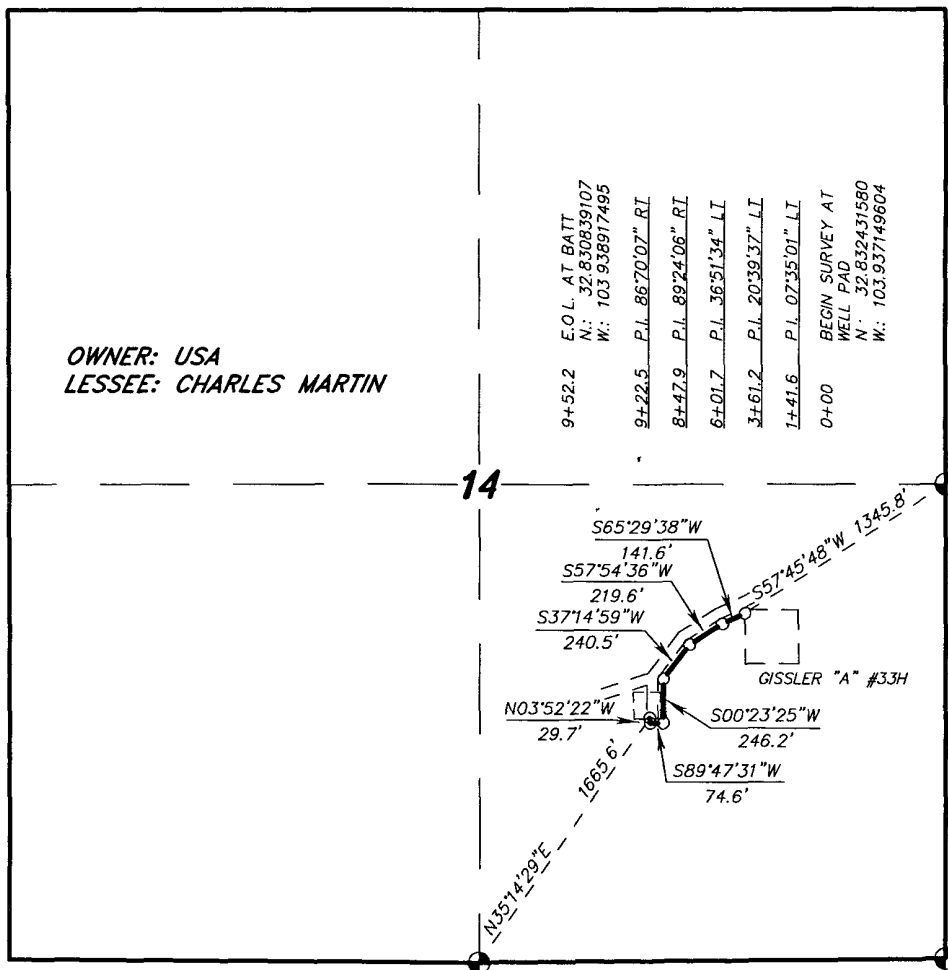 OWNER: USA
LESSEE: CHARLES MARTIN
9+52.2 E.O.L. AT BATT
N.: 32.830839107
W.: 103.938917495
9+22.5 P.I. 86°70'07" RT
8+47.9 P.I. 89°24'06" RT
6+01.7 P.I. 36°51'34" LT
3+61.2 P.I. 20°39'37" LT
1+41.6 P.I. 07°35'01" LT
0+00 BEGIN SURVEY AT
WELL PAD
N.: 32.832431580
W.: 103.937149604
14
S65°29'38"W
141.6'
S57°45'48"W 1345.8'
S57°54'36"W
219.6'
S37°14'59"W
240.5'
GISSLER "A" #33H
N03°52'22"W
29.7'
S00°23'25"W
246.2'
S89°47'31"W
74.6'
N35°14'29"E 1665.6'